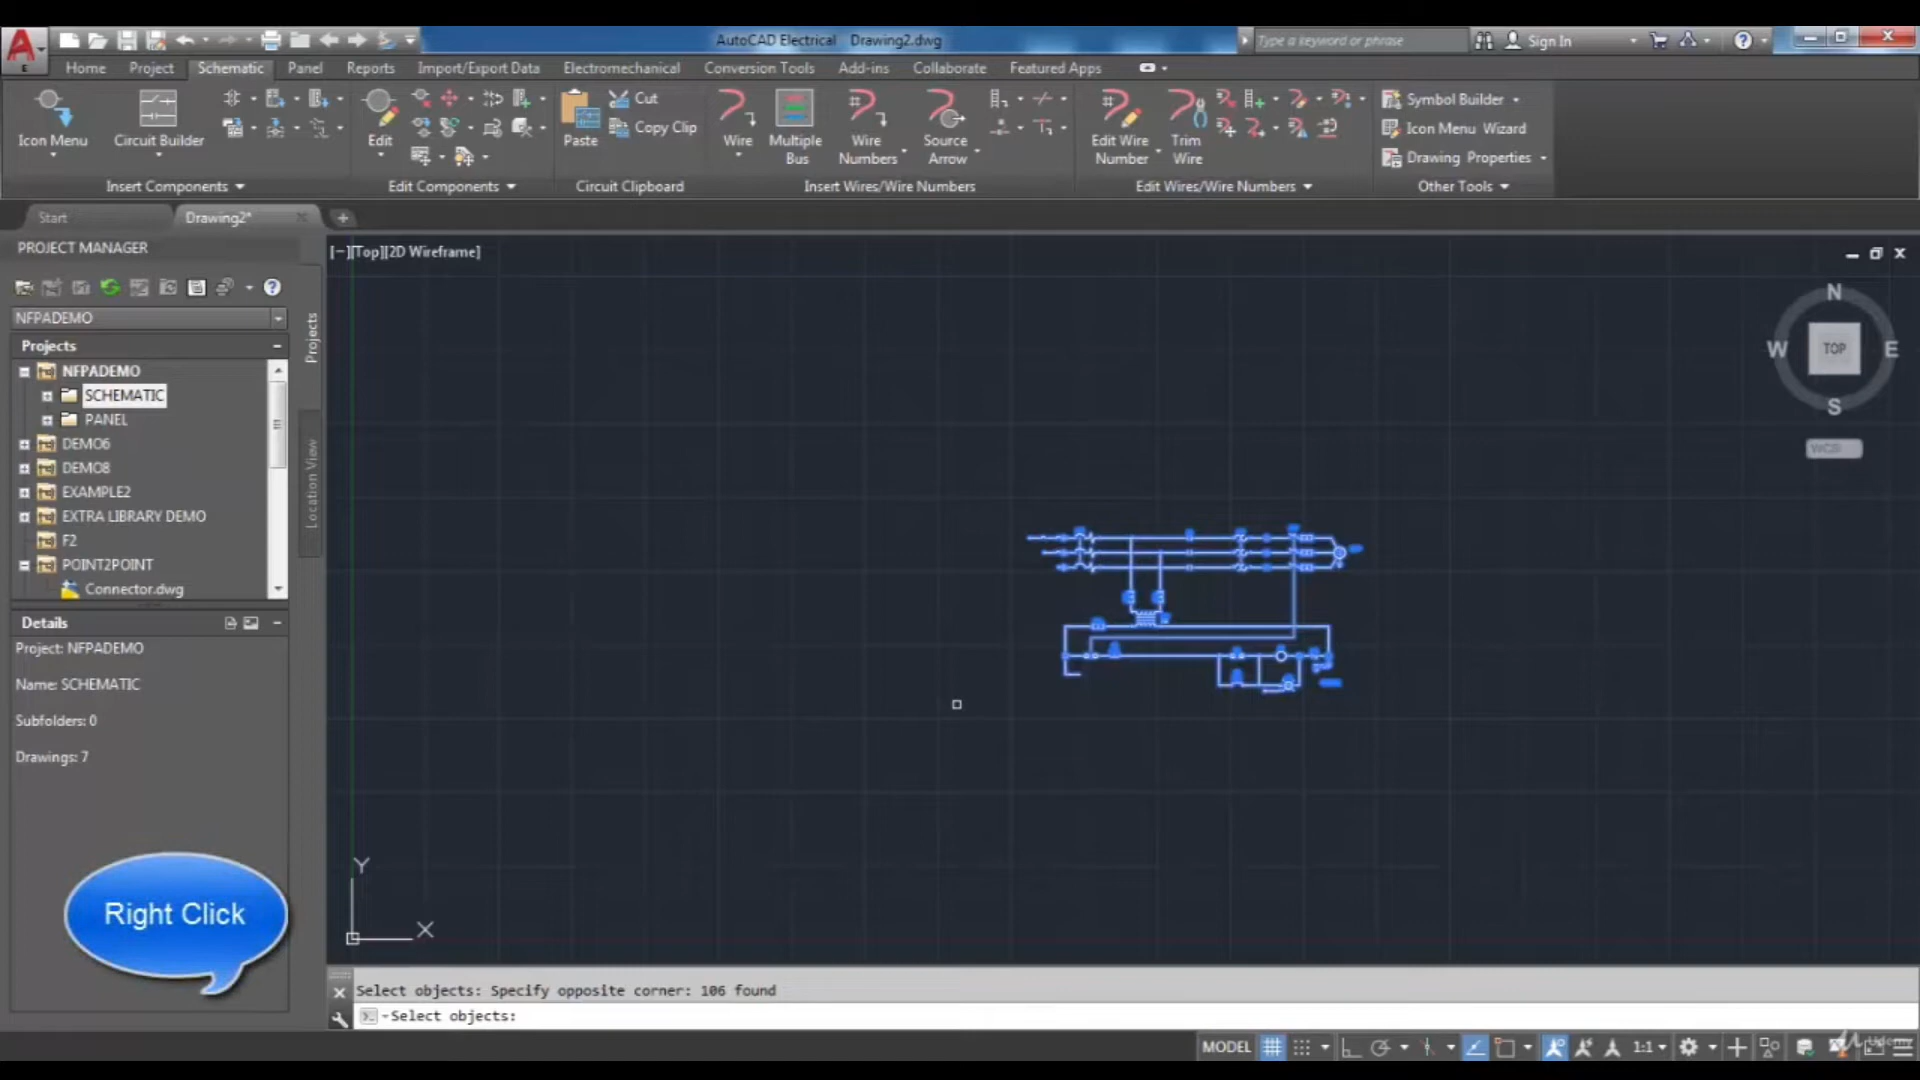 AutoCAD Electrical Drawing2.dwg
Type a keyword or phrase
Sign In
Home Project Schematic Panel Reports Import/Export Data Electromechanical Conversion Tools Add-ins Collaborate Featured Apps
Icon Menu
Circuit Builder
Edit
Paste
Cut
Copy Clip
Wire
Multiple Bus
Wire Numbers
Source Arrow
Edit Wire Number
Trim Wire
Symbol Builder
Icon Menu Wizard
Drawing Properties
Insert Components
Edit Components
Circuit Clipboard
Insert Wires/Wire Numbers
Edit Wires/Wire Numbers
Other Tools
Start
Drawing2*
PROJECT MANAGER
[−][Top][2D Wireframe]
NFPADEMO
Projects
NFPADEMO
SCHEMATIC
PANEL
DEMO6
DEMO8
EXAMPLE2
EXTRA LIBRARY DEMO
F2
POINT2POINT
Connector.dwg
Projects
Location View
Details
Project: NFPADEMO
Name: SCHEMATIC
Subfolders: 0
Drawings: 7
Right Click
N
W TOP E
S
WCS
Y
X
Select objects: Specify opposite corner: 106 found
Select objects:
MODEL
1:1
Udemy